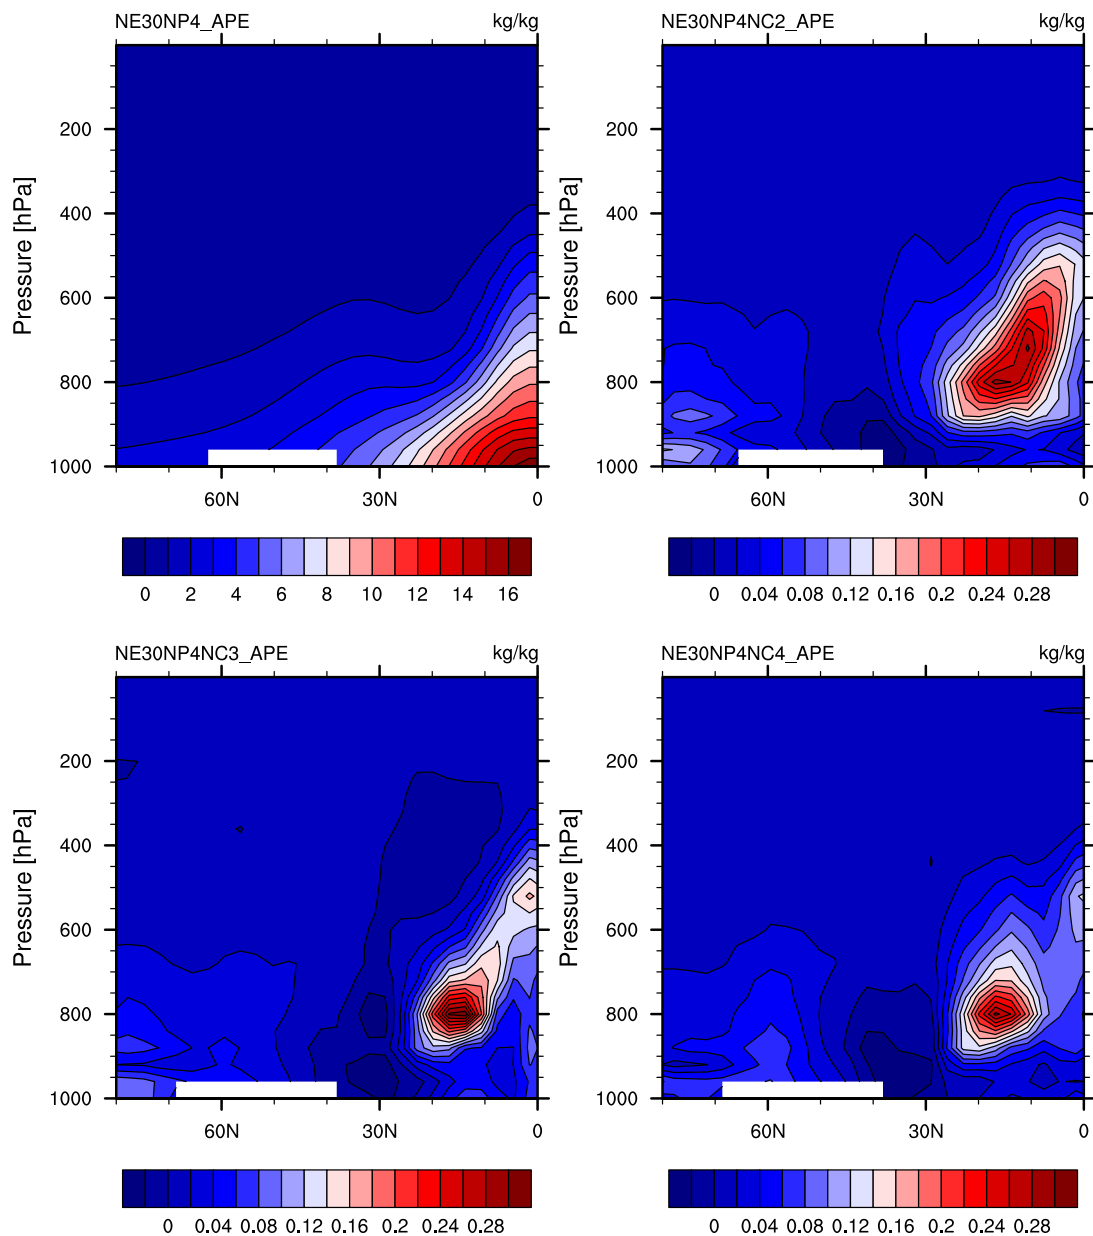 NE30NP4_APE kg/kg
Pressure [hPa]
200
400
600
800
1000
60N 30N 0
0 2 4 6 8 10 12 14 16
NE30NP4NC2_APE kg/kg
Pressure [hPa]
200
400
600
800
1000
60N 30N 0
0 0.04 0.08 0.12 0.16 0.2 0.24 0.28
NE30NP4NC3_APE kg/kg
Pressure [hPa]
200
400
600
800
1000
60N 30N 0
0 0.04 0.08 0.12 0.16 0.2 0.24 0.28
NE30NP4NC4_APE kg/kg
Pressure [hPa]
200
400
600
800
1000
60N 30N 0
0 0.04 0.08 0.12 0.16 0.2 0.24 0.28